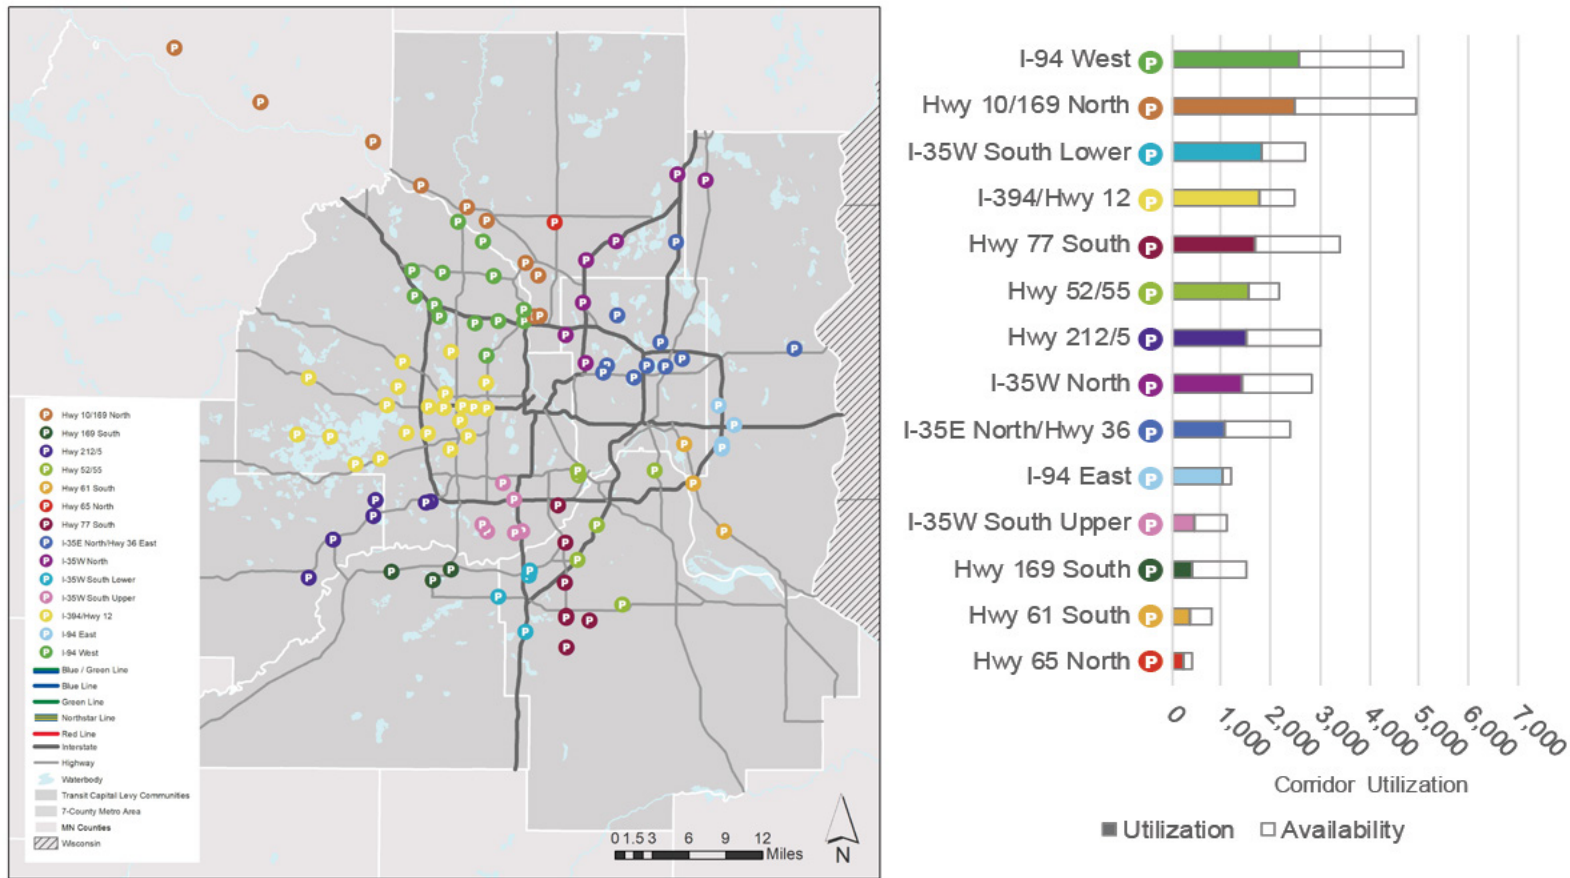 Hwy 10/169 North
Hwy 169 South
Hwy 212/5
Hwy 52/55
Hwy 61 South
Hwy 65 North
Hwy 77 South
I-35E North/Hwy 36 East
I-35W North
I-35W South Lower
I-35W South Upper
I-394/Hwy 12
I-94 East
I-94 West
Blue / Green Line
Blue Line
Green Line
Northstar Line
Red Line
Interstate
Highway
Waterbody
Transit Capital Levy Communities
7-County Metro Area
MN Counties
Wisconsin
0 1.5 3 6 9 12
Miles
N
I-94 West P
Hwy 10/169 North P
I-35W South Lower P
I-394/Hwy 12 P
Hwy 77 South P
Hwy 52/55 P
Hwy 212/5 P
I-35W North P
I-35E North/Hwy 36 P
I-94 East P
I-35W South Upper P
Hwy 169 South P
Hwy 61 South P
Hwy 65 North P
0 1,000 2,000 3,000 4,000 5,000 6,000 7,000
Corridor Utilization
Utilization Availability